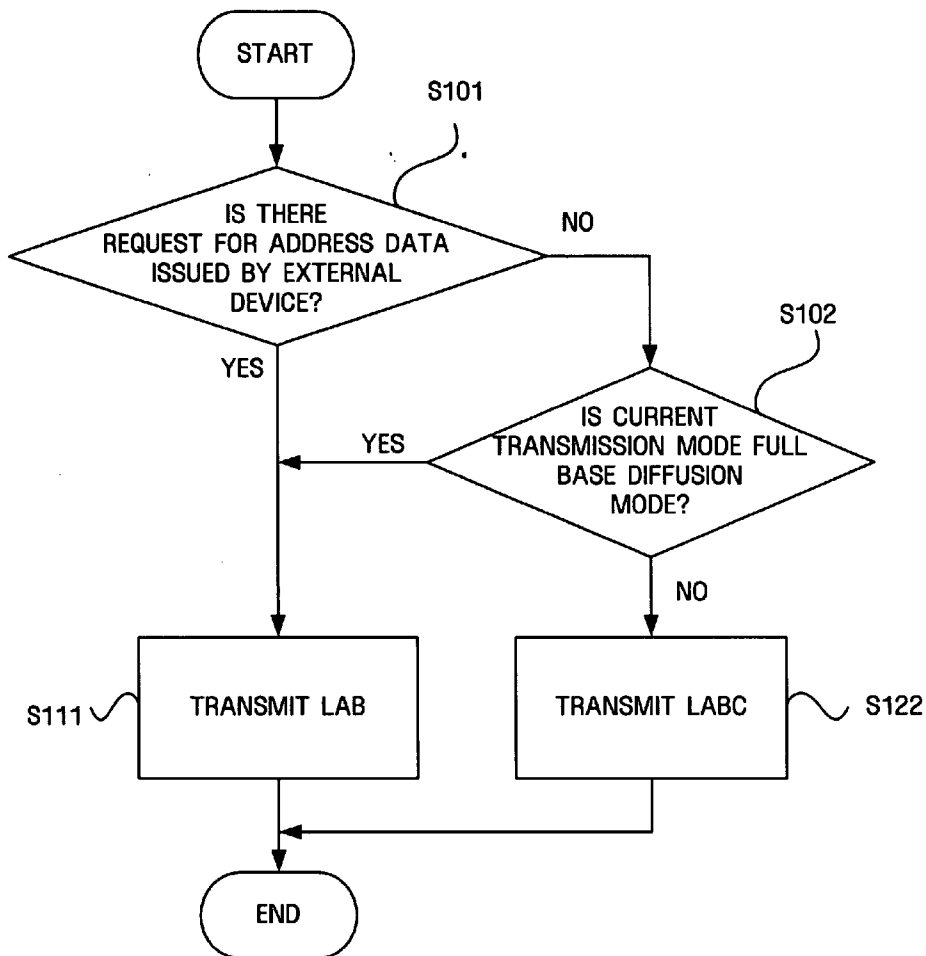 START
S101
IS THERE
REQUEST FOR ADDRESS DATA
ISSUED BY EXTERNAL
DEVICE?
NO
YES
S102
IS CURRENT
TRANSMISSION MODE FULL
BASE DIFFUSION
MODE?
YES
NO
S111
TRANSMIT LAB
TRANSMIT LABC
S122
END